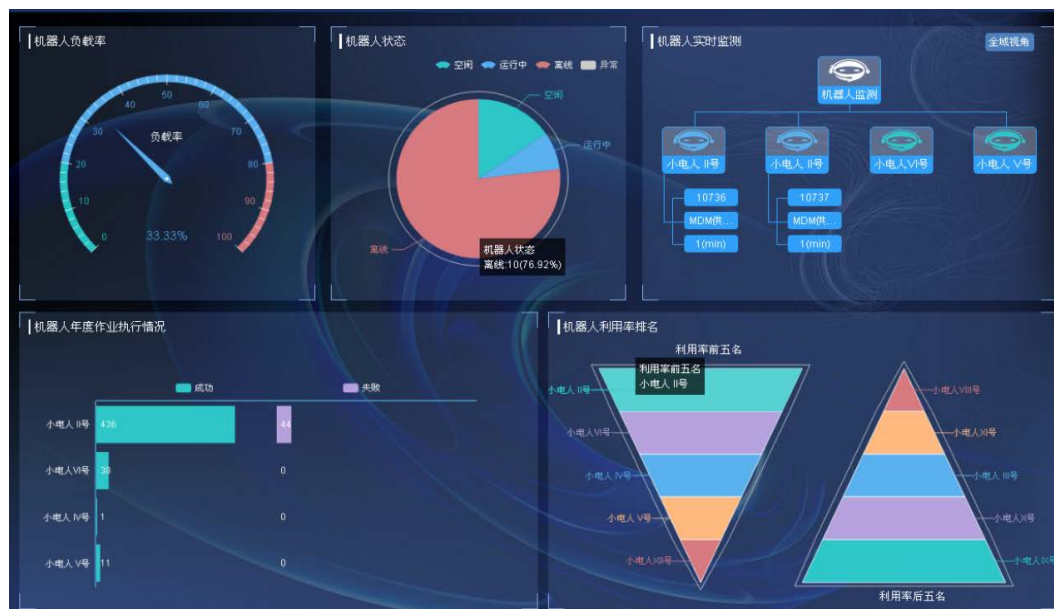 机器人负载率
50
40
60
30
70
负载率
20
80
10
90
0
33.33%
100
机器人状态
空闲 运行中 离线 异常
空闲
运行中
离线
机器人状态
离线:10(76.92%)
机器人实时监测
全域视角
机器人监测
小电人 II号 小电人 II号 小电人VI号 小电人 V号
10736 10737
MDM供... MDM供...
1(min) 1(min)
机器人年度作业执行情况
成功 失败
小电人 II号 436 44
小电人VI号 38 0
小电人 IV号 1 0
小电人 V号 11 0
机器人利用率排名
利用率前五名
利用率前五名
小电人 II号
小电人 II号
小电人VI号
小电人 IV号
小电人 V号
小电人XII号
小电人VIII号
小电人XI号
小电人 III号
小电人X号
小电人IX号
利用率后五名